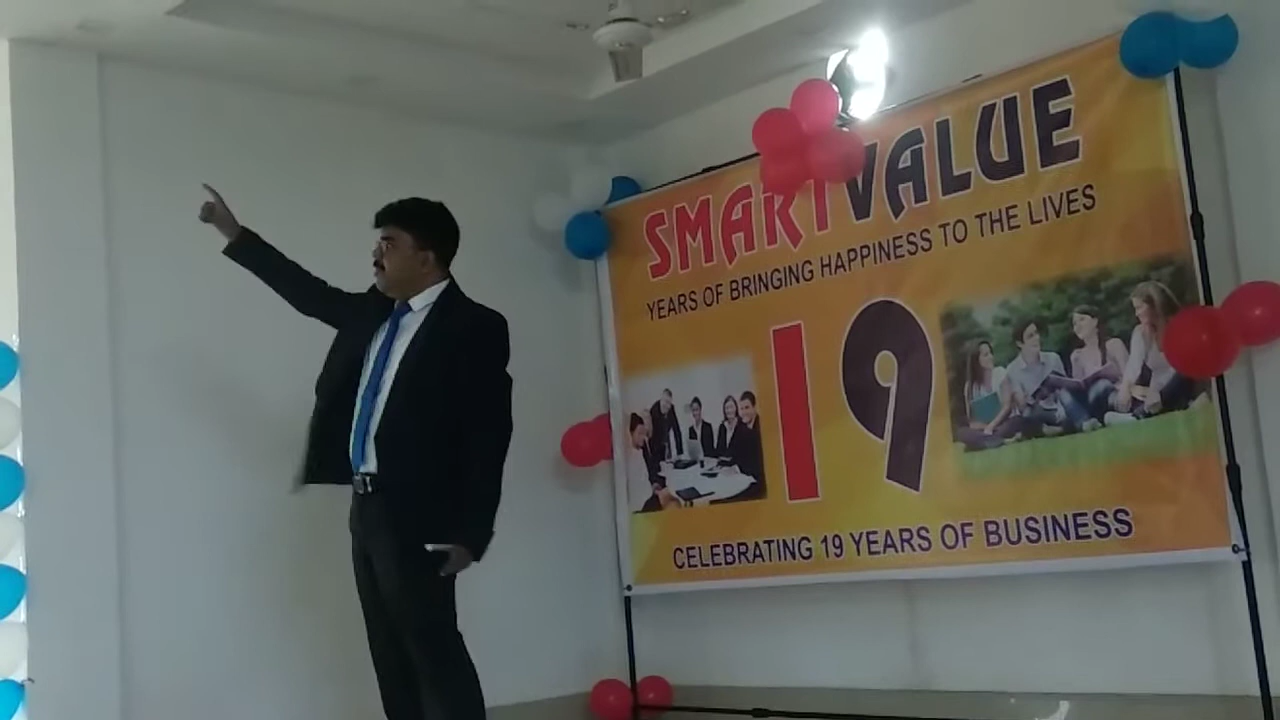 SMARTVALUE
YEARS OF BRINGING HAPPINESS TO THE LIVES
19
CELEBRATING 19 YEARS OF BUSINESS